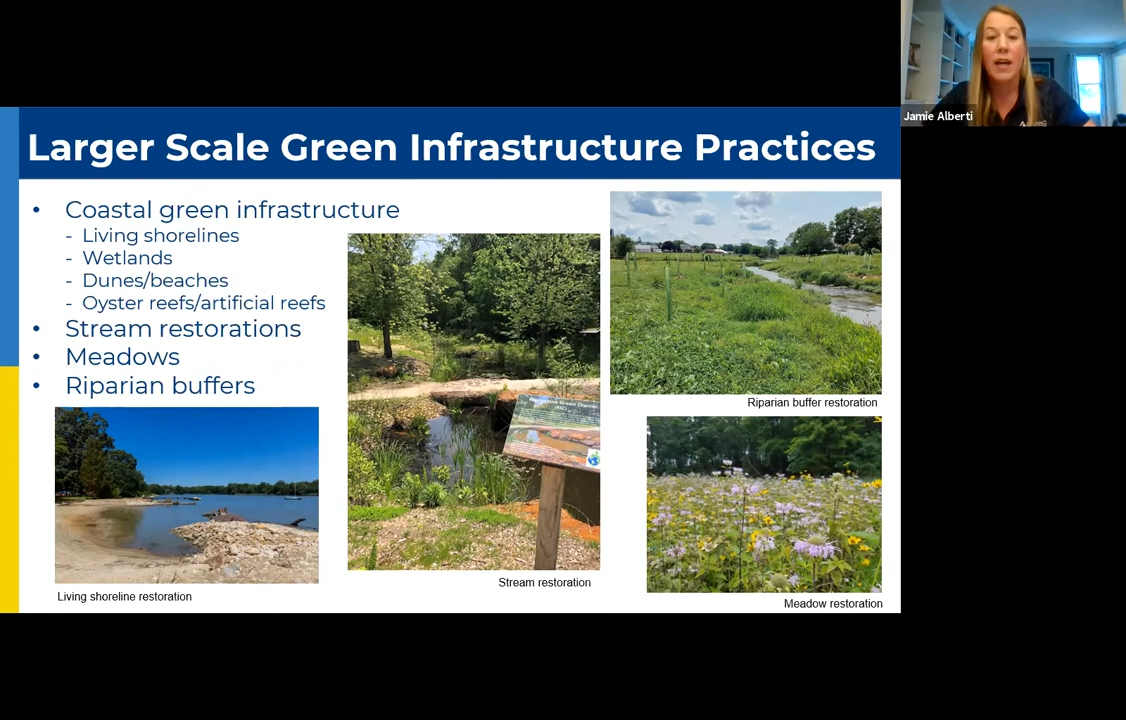 Jamie Alberti
Larger Scale Green Infrastructure Practices
• Coastal green infrastructure
- Living shorelines
- Wetlands
- Dunes/beaches
- Oyster reefs/artificial reefs
• Stream restorations
• Meadows
• Riparian buffers
Riparian buffer restoration
Living shoreline restoration
Stream restoration
Meadow restoration